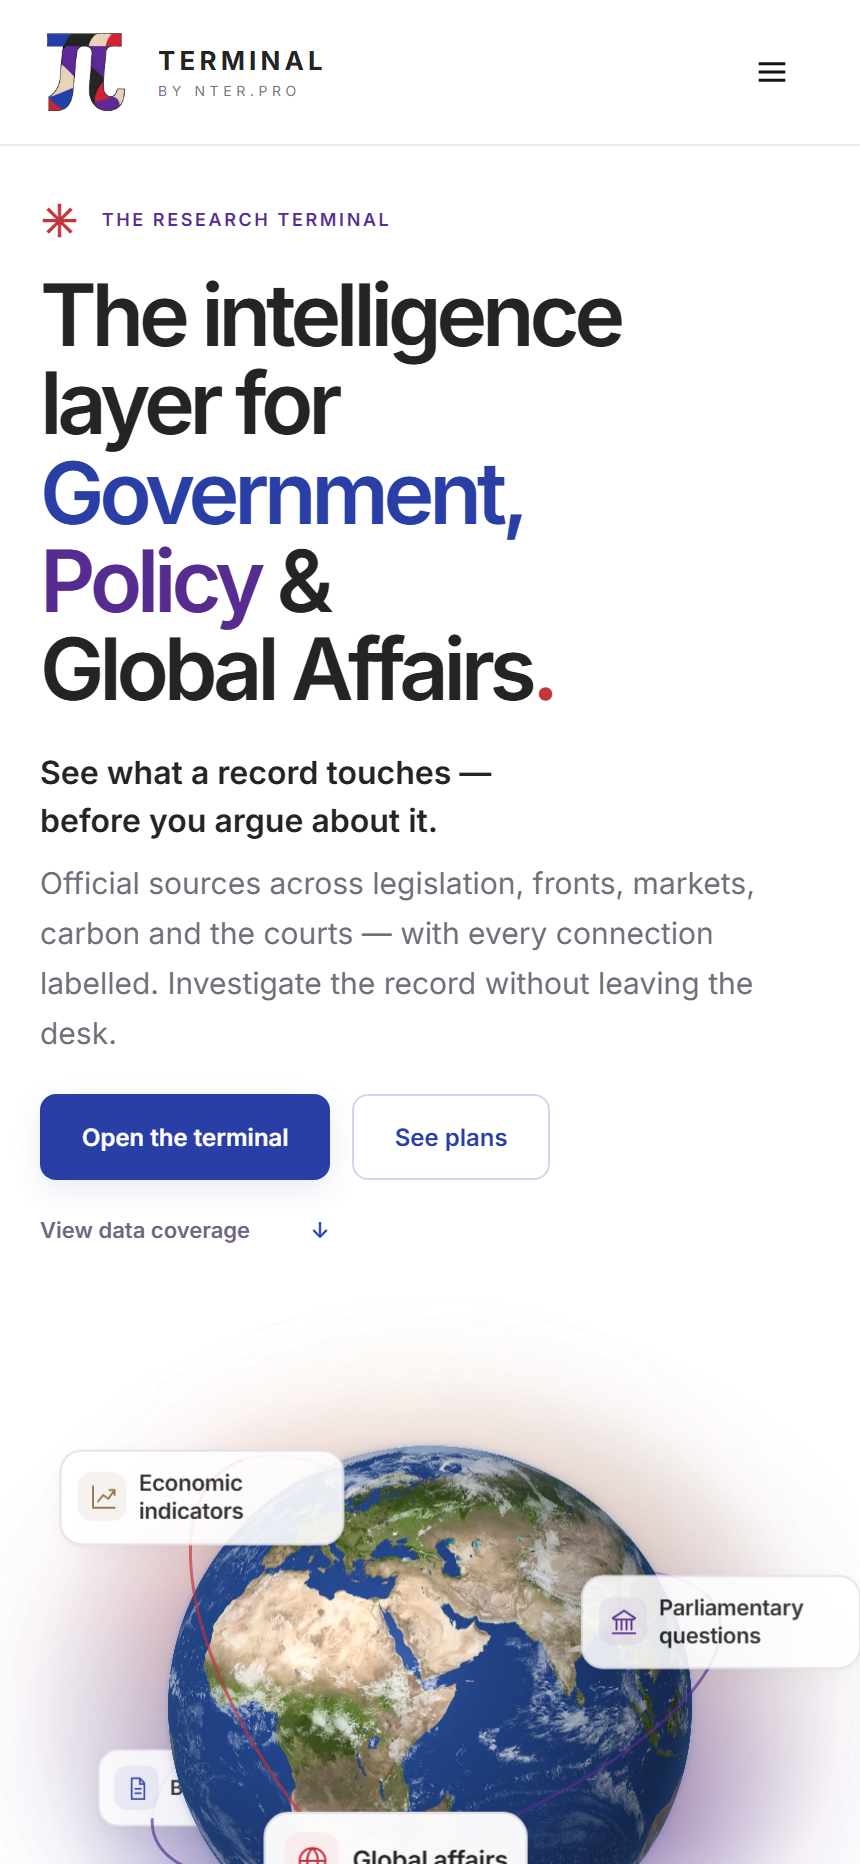 TERMINAL
BY NTER.PRO
THE RESEARCH TERMINAL
The intelligence
layer for
Government,
Policy &
Global Affairs.
See what a record touches —
before you argue about it.
Official sources across legislation, fronts, markets,
carbon and the courts — with every connection
labelled. Investigate the record without leaving the
desk.
Open the terminal
See plans
View data coverage
Economic
indicators
Parliamentary
questions
Global affairs